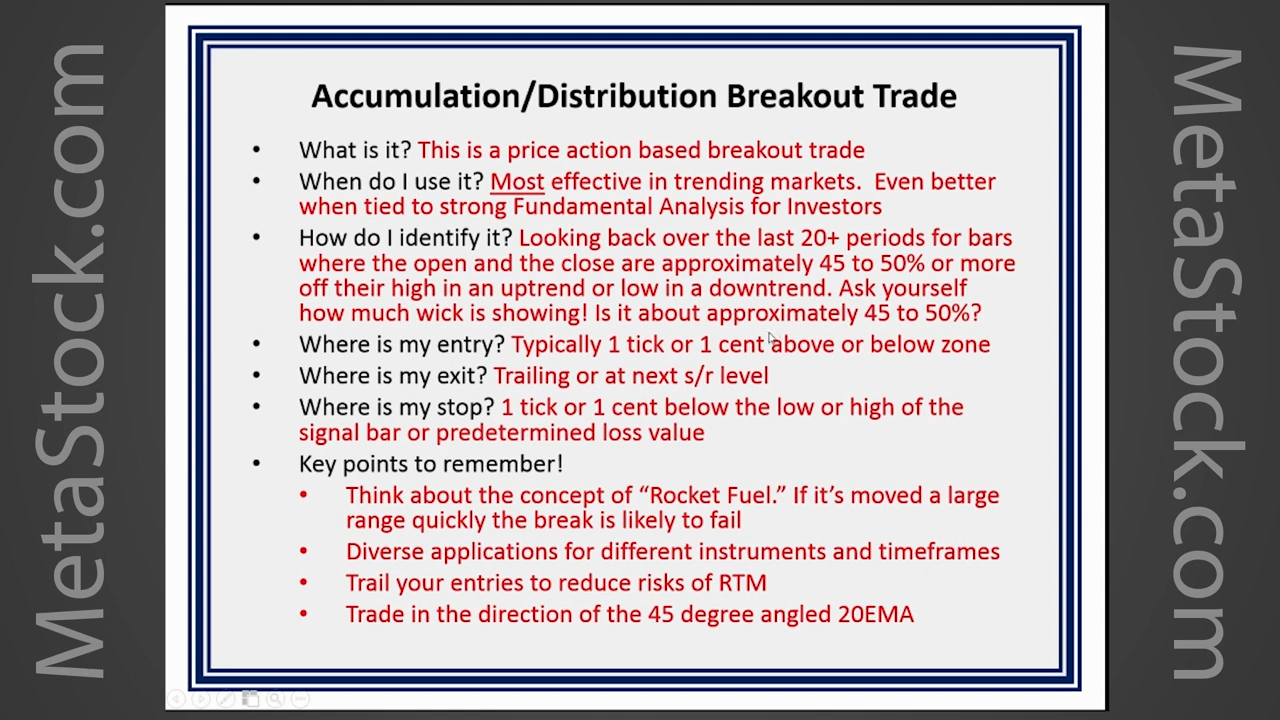 MetaStock.com
Accumulation/Distribution Breakout Trade
• What is it? This is a price action based breakout trade
• When do I use it? Most effective in trending markets.  Even better
when tied to strong Fundamental Analysis for Investors
• How do I identify it? Looking back over the last 20+ periods for bars
where the open and the close are approximately 45 to 50% or more
off their high in an uptrend or low in a downtrend. Ask yourself
how much wick is showing! Is it about approximately 45 to 50%?
• Where is my entry? Typically 1 tick or 1 cent above or below zone
• Where is my exit? Trailing or at next s/r level
• Where is my stop? 1 tick or 1 cent below the low or high of the
signal bar or predetermined loss value
• Key points to remember!
• Think about the concept of “Rocket Fuel.” If it’s moved a large
range quickly the break is likely to fail
• Diverse applications for different instruments and timeframes
• Trail your entries to reduce risks of RTM
• Trade in the direction of the 45 degree angled 20EMA
MetaStock.com